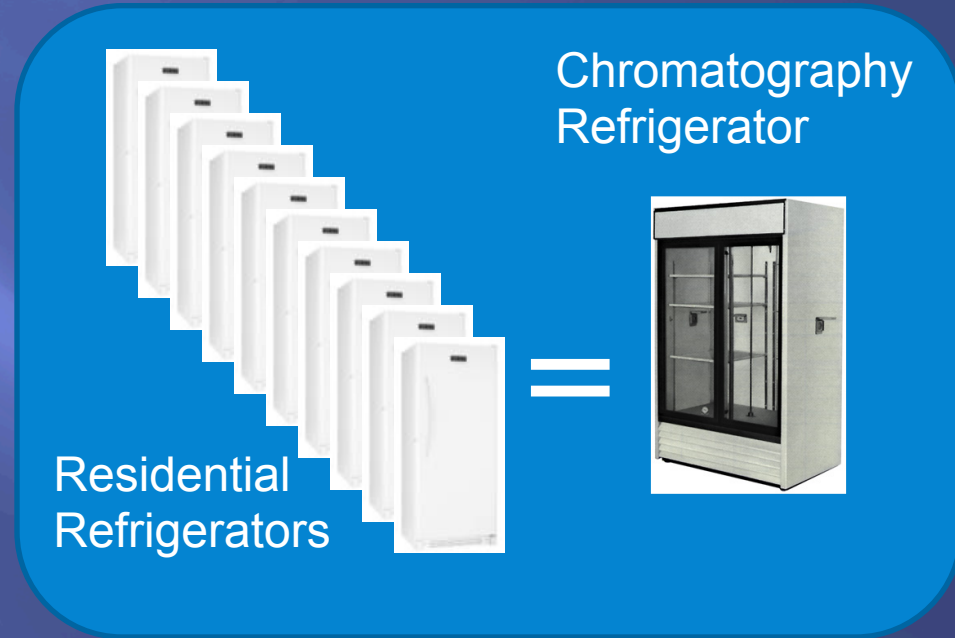 Chromatography
Refrigerator
=
Residential
Refrigerators